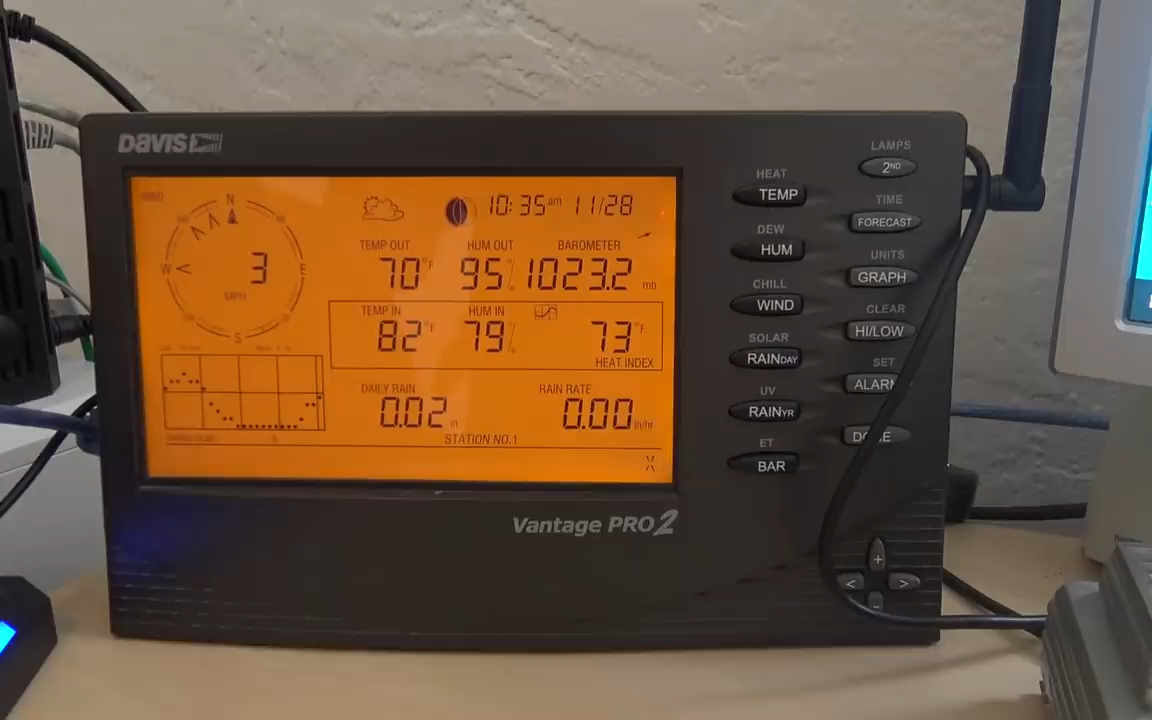 DAVIS
WIND
N
W
E
S
3
MPH
10:35 am 11/28
TEMP OUT HUM OUT BAROMETER
70°F 95% 1023.2 mb
TEMP IN HUM IN
82°F 79% 73°F
HEAT INDEX
DAILY RAIN RAIN RATE
0.02 in 0.00 in/hr
STATION NO.1
X
Vantage PRO2
HEAT
TEMP
DEW
HUM
CHILL
WIND
SOLAR
RAINDAY
UV
RAINYR
ET
BAR
LAMPS
2ND
TIME
FORECAST
UNITS
GRAPH
CLEAR
HI/LOW
SET
ALARM
DONE
+
< >
-